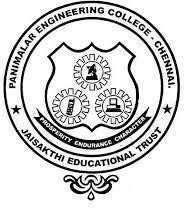 PANIMALAR ENGINEERING COLLEGE - CHENNAI.
PROSPERITY ENDURANCE CHARACTER
JAISAKTHI EDUCATIONAL TRUST